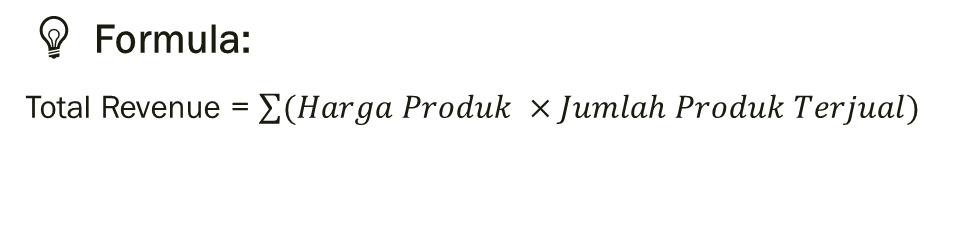 Formula:
Total Revenue = ∑(Harga Produk × Jumlah Produk Terjual)